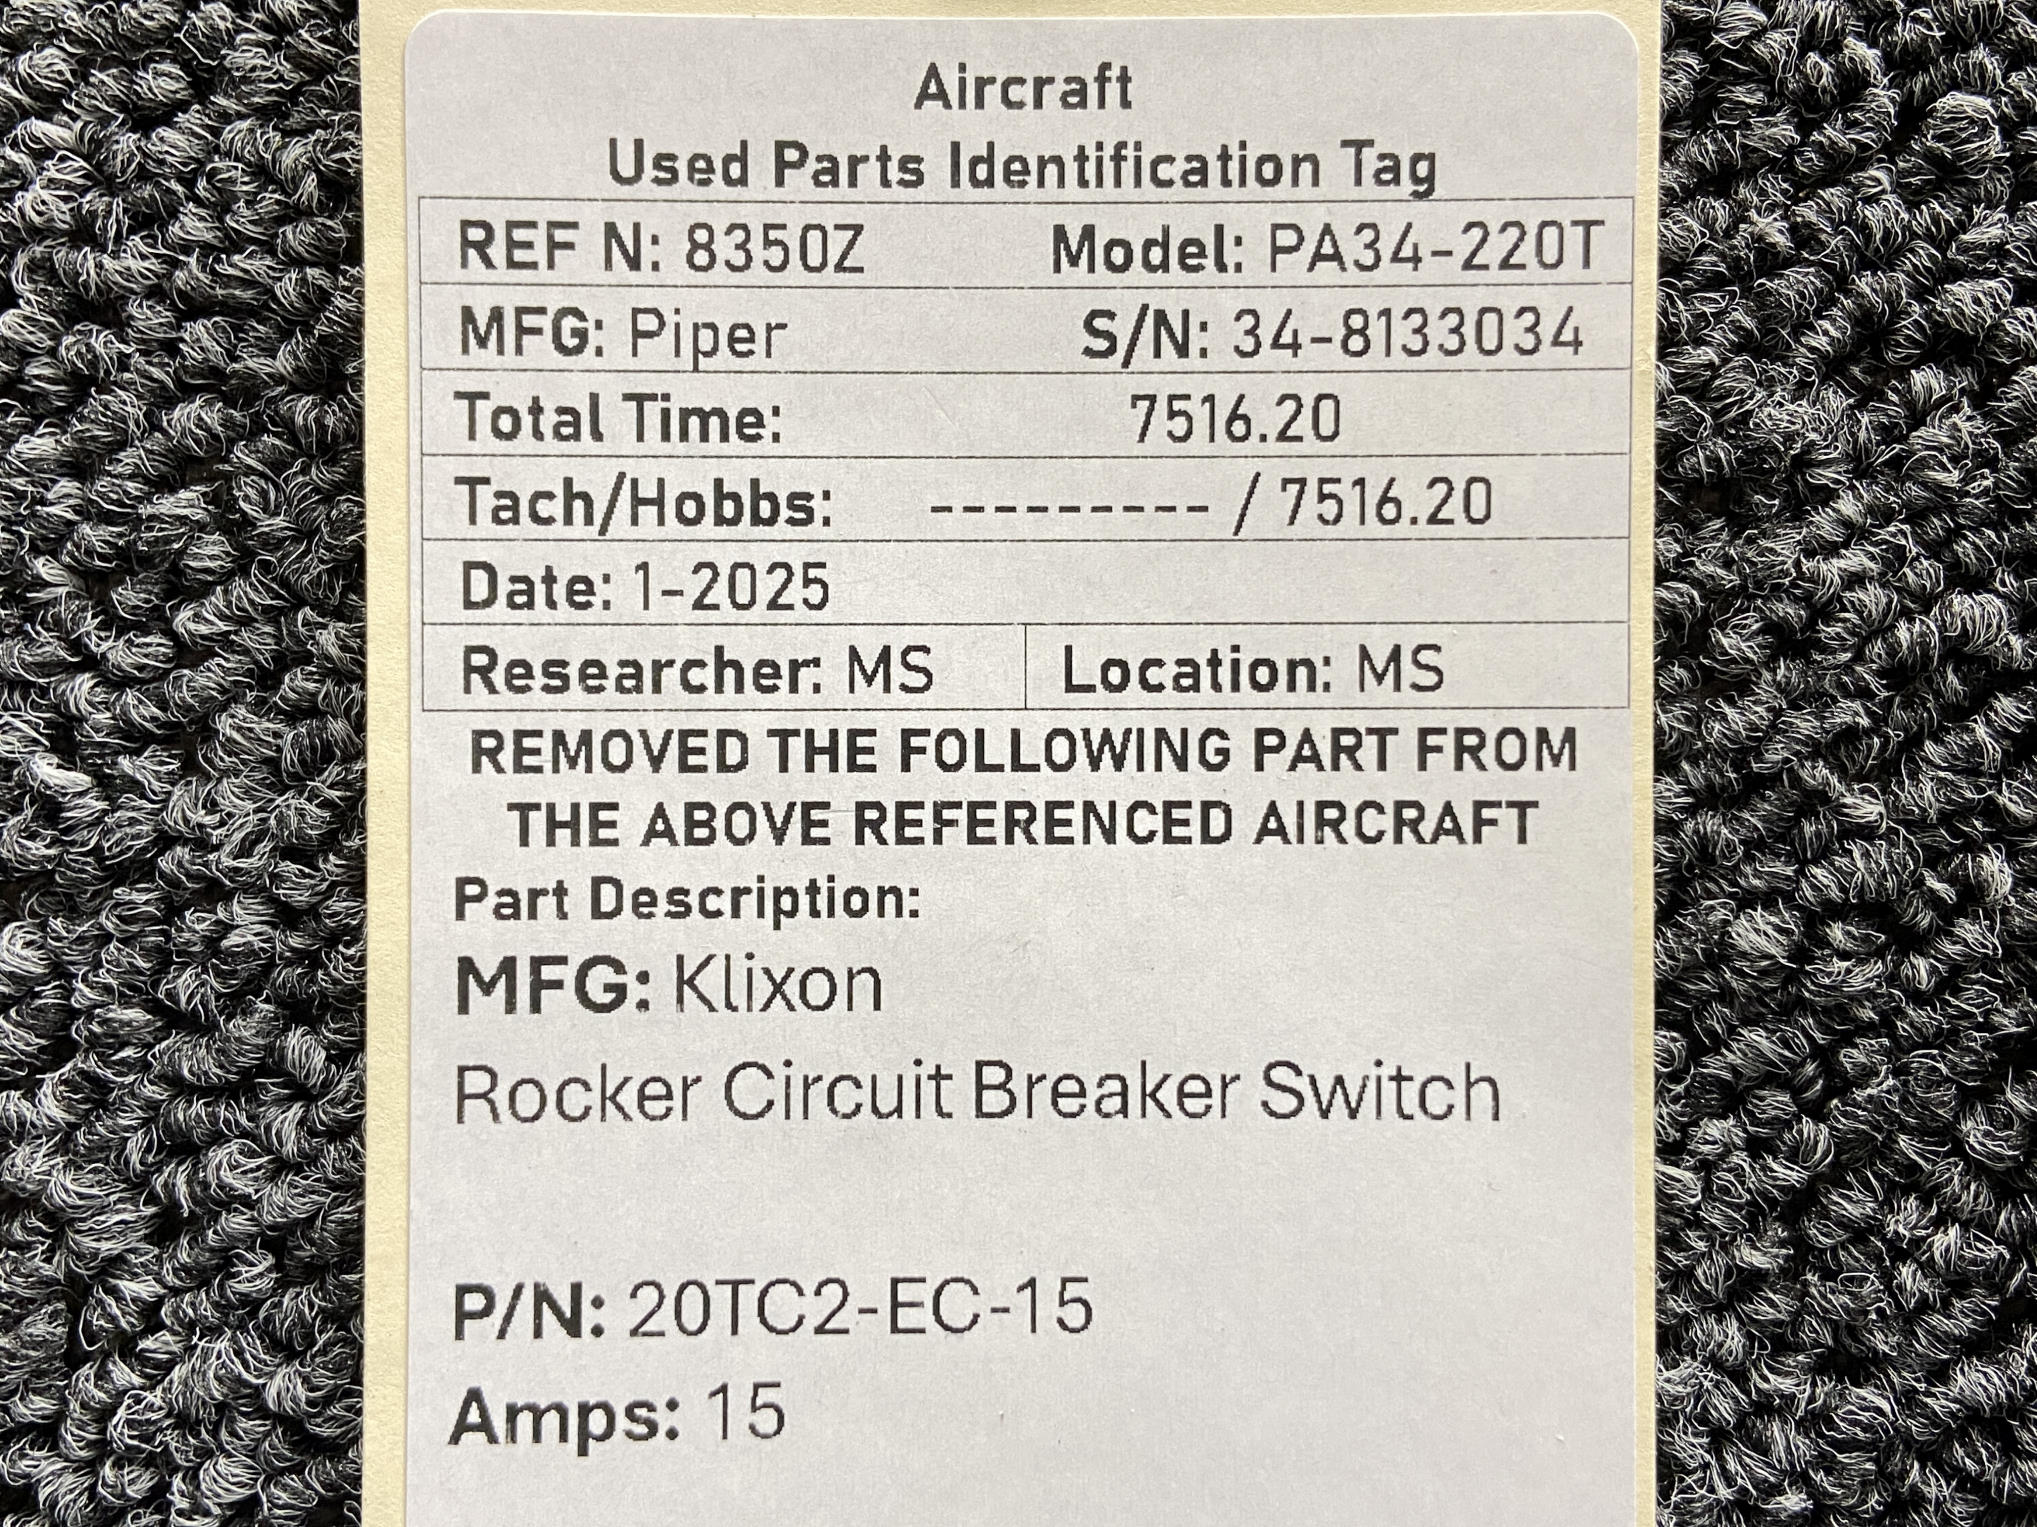 Aircraft
Used Parts Identification Tag
REF N: 8350Z Model: PA34-220T
MFG: Piper S/N: 34-8133034
Total Time: 7516.20
Tach/Hobbs: --------- / 7516.20
Date: 1-2025
Researcher: MS Location: MS
REMOVED THE FOLLOWING PART FROM
THE ABOVE REFERENCED AIRCRAFT
Part Description:
MFG: Klixon
Rocker Circuit Breaker Switch
P/N: 20TC2-EC-15
Amps: 15